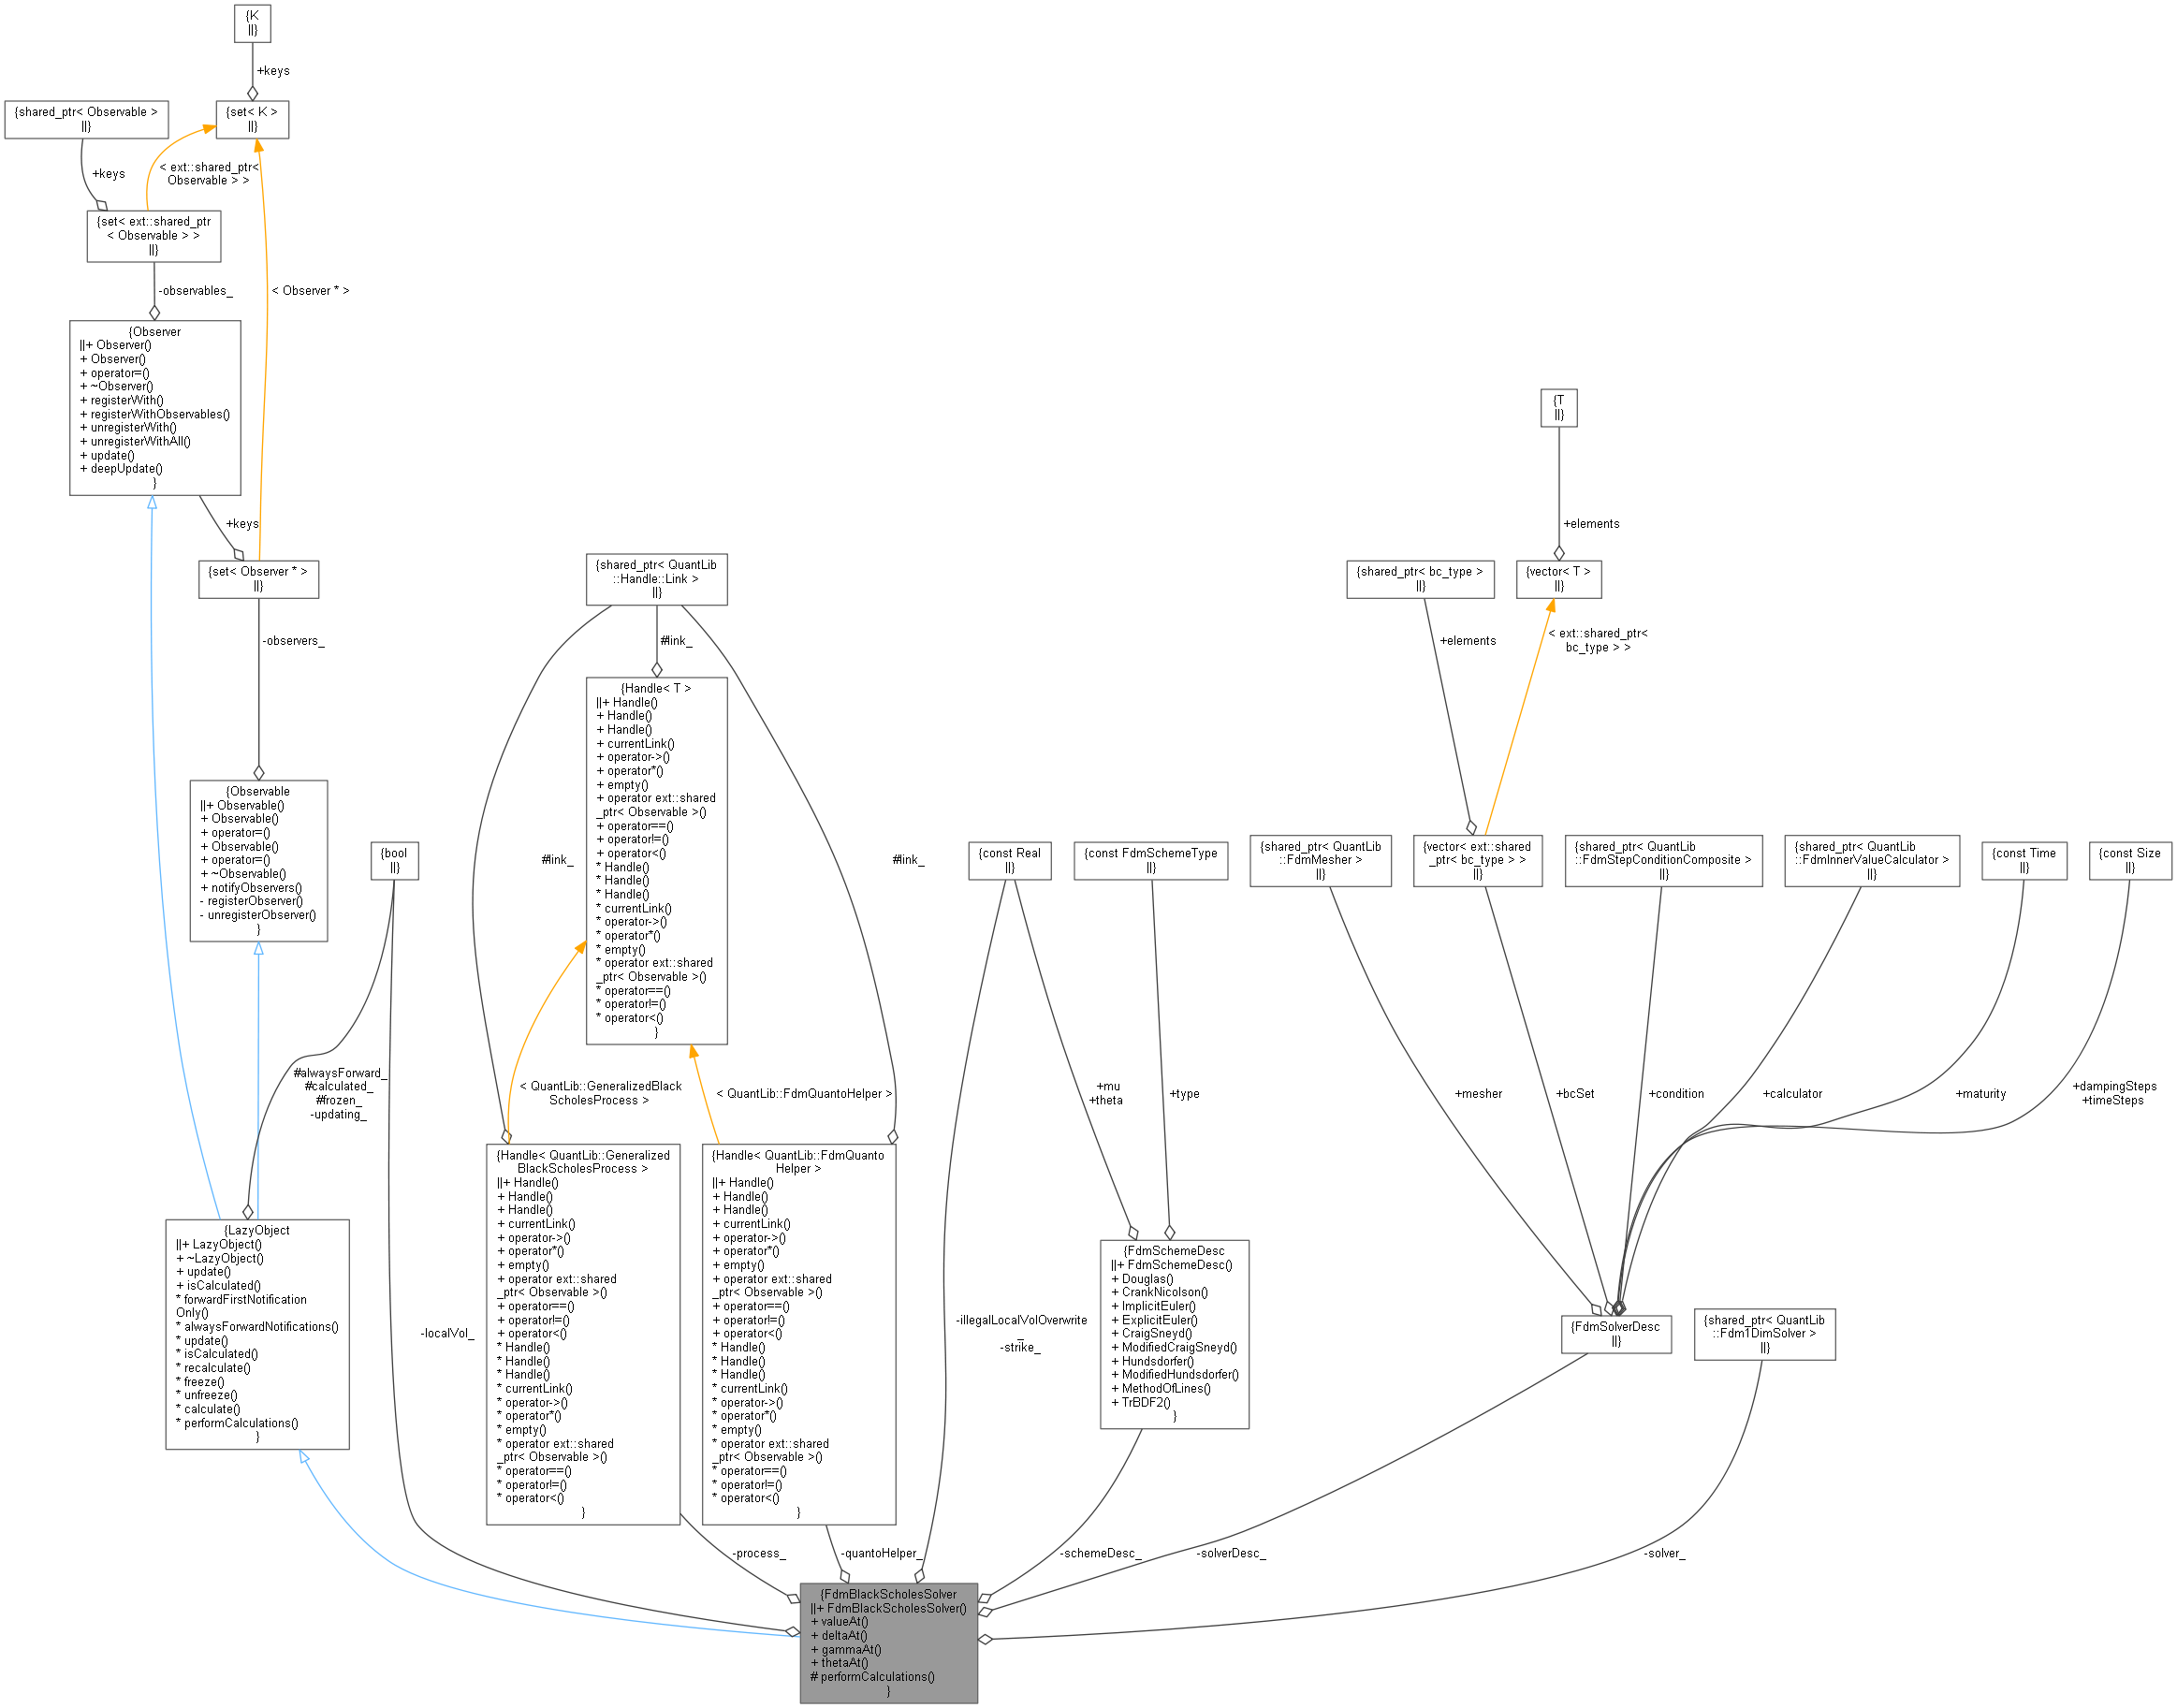 {K
||}
+keys
{shared_ptr< Observable >
||}
{set< K >
||}
+keys
< ext::shared_ptr<
Observable > >
{set< ext::shared_ptr
< Observable > >
||}
-observables_
< Observer * >
{Observer
||+ Observer()
+ Observer()
+ operator=()
+ ~Observer()
+ registerWith()
+ registerWithObservables()
+ unregisterWith()
+ unregisterWithAll()
+ update()
+ deepUpdate()
}
+keys
{set< Observer * >
||}
-observers_
{Observable
||+ Observable()
+ Observable()
+ operator=()
+ Observable()
+ operator=()
+ ~Observable()
+ notifyObservers()
- registerObserver()
- unregisterObserver()
}
{bool
||}
#alwaysForward_
#calculated_
#frozen_
-updating_
{LazyObject
||+ LazyObject()
+ ~LazyObject()
+ update()
+ isCalculated()
* forwardFirstNotification
Only()
* alwaysForwardNotifications()
* update()
* isCalculated()
* recalculate()
* freeze()
* unfreeze()
* calculate()
* performCalculations()
}
-localVol_
{shared_ptr< QuantLib
::Handle::Link >
||}
#link_
#link_
#link_
{Handle< T >
||+ Handle()
+ Handle()
+ Handle()
+ currentLink()
+ operator->()
+ operator*()
+ empty()
+ operator ext::shared
_ptr< Observable >()
+ operator==()
+ operator!=()
+ operator<()
* Handle()
* Handle()
* Handle()
* currentLink()
* operator->()
* operator*()
* empty()
* operator ext::shared
_ptr< Observable >()
* operator==()
* operator!=()
* operator<()
}
< QuantLib::GeneralizedBlack
ScholesProcess >
< QuantLib::FdmQuantoHelper >
{Handle< QuantLib::Generalized
BlackScholesProcess >
||+ Handle()
+ Handle()
+ Handle()
+ currentLink()
+ operator->()
+ operator*()
+ empty()
+ operator ext::shared
_ptr< Observable >()
+ operator==()
+ operator!=()
+ operator<()
* Handle()
* Handle()
* Handle()
* currentLink()
* operator->()
* operator*()
* empty()
* operator ext::shared
_ptr< Observable >()
* operator==()
* operator!=()
* operator<()
}
{Handle< QuantLib::FdmQuanto
Helper >
||+ Handle()
+ Handle()
+ Handle()
+ currentLink()
+ operator->()
+ operator*()
+ empty()
+ operator ext::shared
_ptr< Observable >()
+ operator==()
+ operator!=()
+ operator<()
* Handle()
* Handle()
* Handle()
* currentLink()
* operator->()
* operator*()
* empty()
* operator ext::shared
_ptr< Observable >()
* operator==()
* operator!=()
* operator<()
}
-process_
-quantoHelper_
{const Real
||}
{const FdmSchemeType
||}
-illegalLocalVolOverwrite
_
-strike_
+mu
+theta
+type
{FdmSchemeDesc
||+ FdmSchemeDesc()
+ Douglas()
+ CrankNicolson()
+ ImplicitEuler()
+ ExplicitEuler()
+ CraigSneyd()
+ ModifiedCraigSneyd()
+ Hundsdorfer()
+ ModifiedHundsdorfer()
+ MethodOfLines()
+ TrBDF2()
}
-schemeDesc_
{T
||}
+elements
{shared_ptr< bc_type >
||}
{vector< T >
||}
+elements
< ext::shared_ptr<
bc_type > >
{shared_ptr< QuantLib
::FdmMesher >
||}
{vector< ext::shared
_ptr< bc_type > >
||}
{shared_ptr< QuantLib
::FdmStepConditionComposite >
||}
{shared_ptr< QuantLib
::FdmInnerValueCalculator >
||}
{const Time
||}
{const Size
||}
+mesher
+bcSet
+condition
+calculator
+maturity
+dampingSteps
+timeSteps
{FdmSolverDesc
||}
{shared_ptr< QuantLib
::Fdm1DimSolver >
||}
-solverDesc_
-solver_
{FdmBlackScholesSolver
||+ FdmBlackScholesSolver()
+ valueAt()
+ deltaAt()
+ gammaAt()
+ thetaAt()
# performCalculations()
}